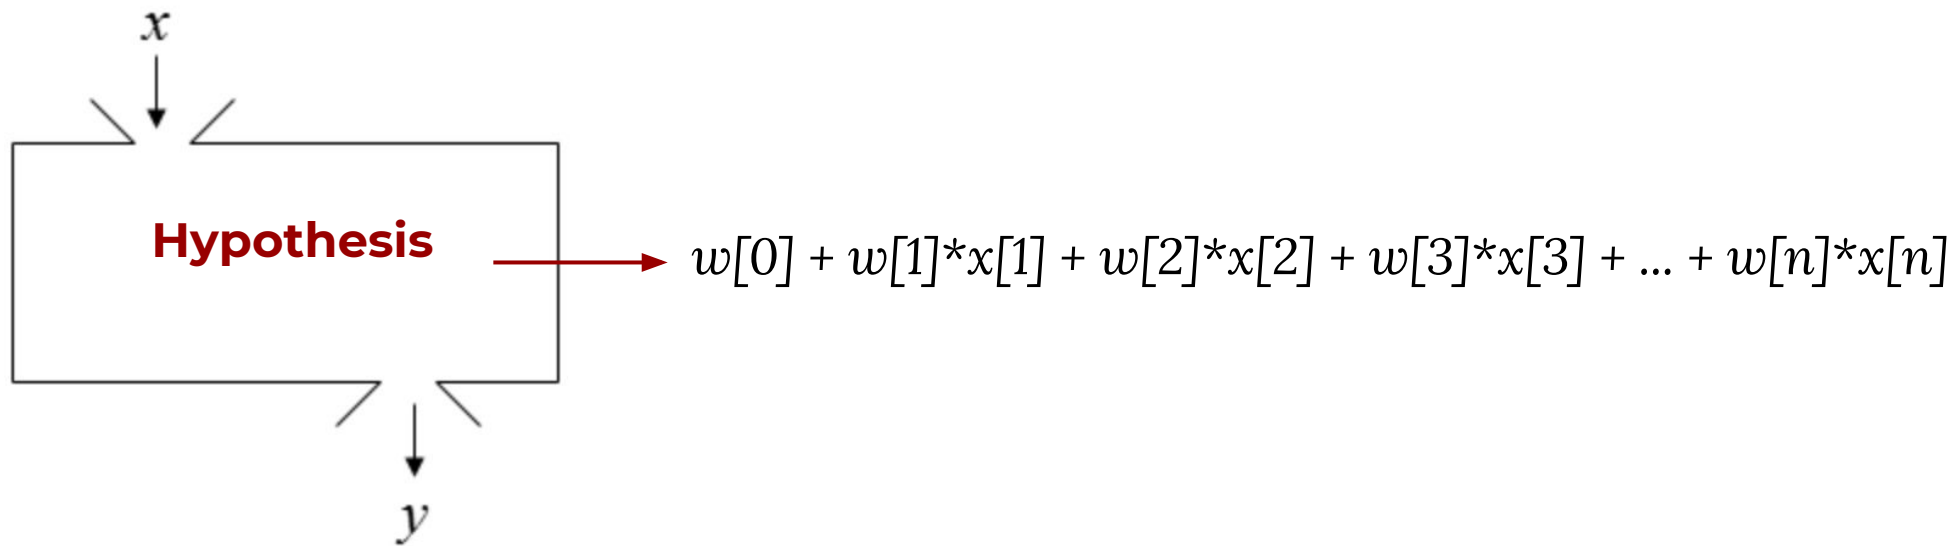 x
Hypothesis
w[0] + w[1]*x[1] + w[2]*x[2] + w[3]*x[3] + ... + w[n]*x[n]
y